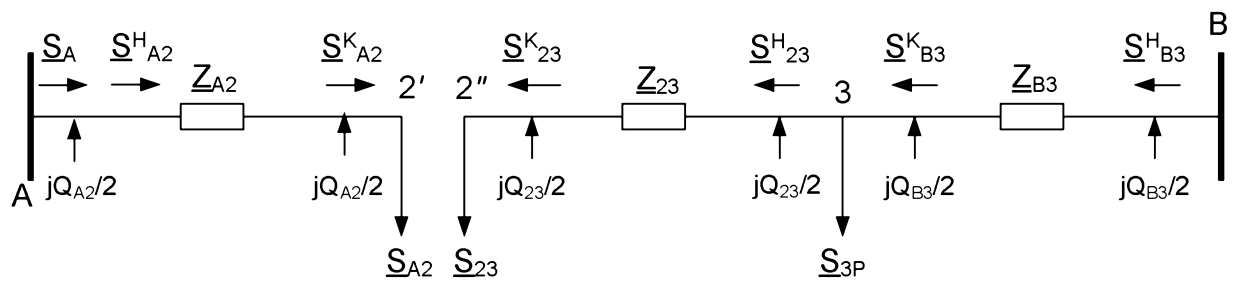 B
S_A S^H_A2 S^K_A2 S^K_23 S^H_23 S^K_B3 S^H_B3
Z_A2 2′ 2″ Z_23 3 Z_B3
A jQ_A2/2 jQ_A2/2 jQ_23/2 jQ_23/2 jQ_B3/2 jQ_B3/2
S_A2 S_23 S_3P